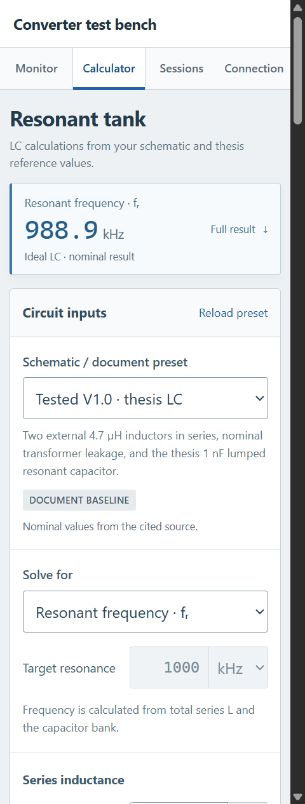 Converter test bench
Monitor
Calculator
Sessions
Connection
Resonant tank
LC calculations from your schematic and thesis
reference values.
Resonant frequency · fᵣ
988.9 kHz
Full result ↓
Ideal LC · nominal result
Circuit inputs
Reload preset
Schematic / document preset
Tested V1.0 · thesis LC
Two external 4.7 µH inductors in series, nominal
transformer leakage, and the thesis 1 nF lumped
resonant capacitor.
DOCUMENT BASELINE
Nominal values from the cited source.
Solve for
Resonant frequency · fᵣ
Target resonance
1000
kHz
Frequency is calculated from total series L and
the capacitor bank.
Series inductance